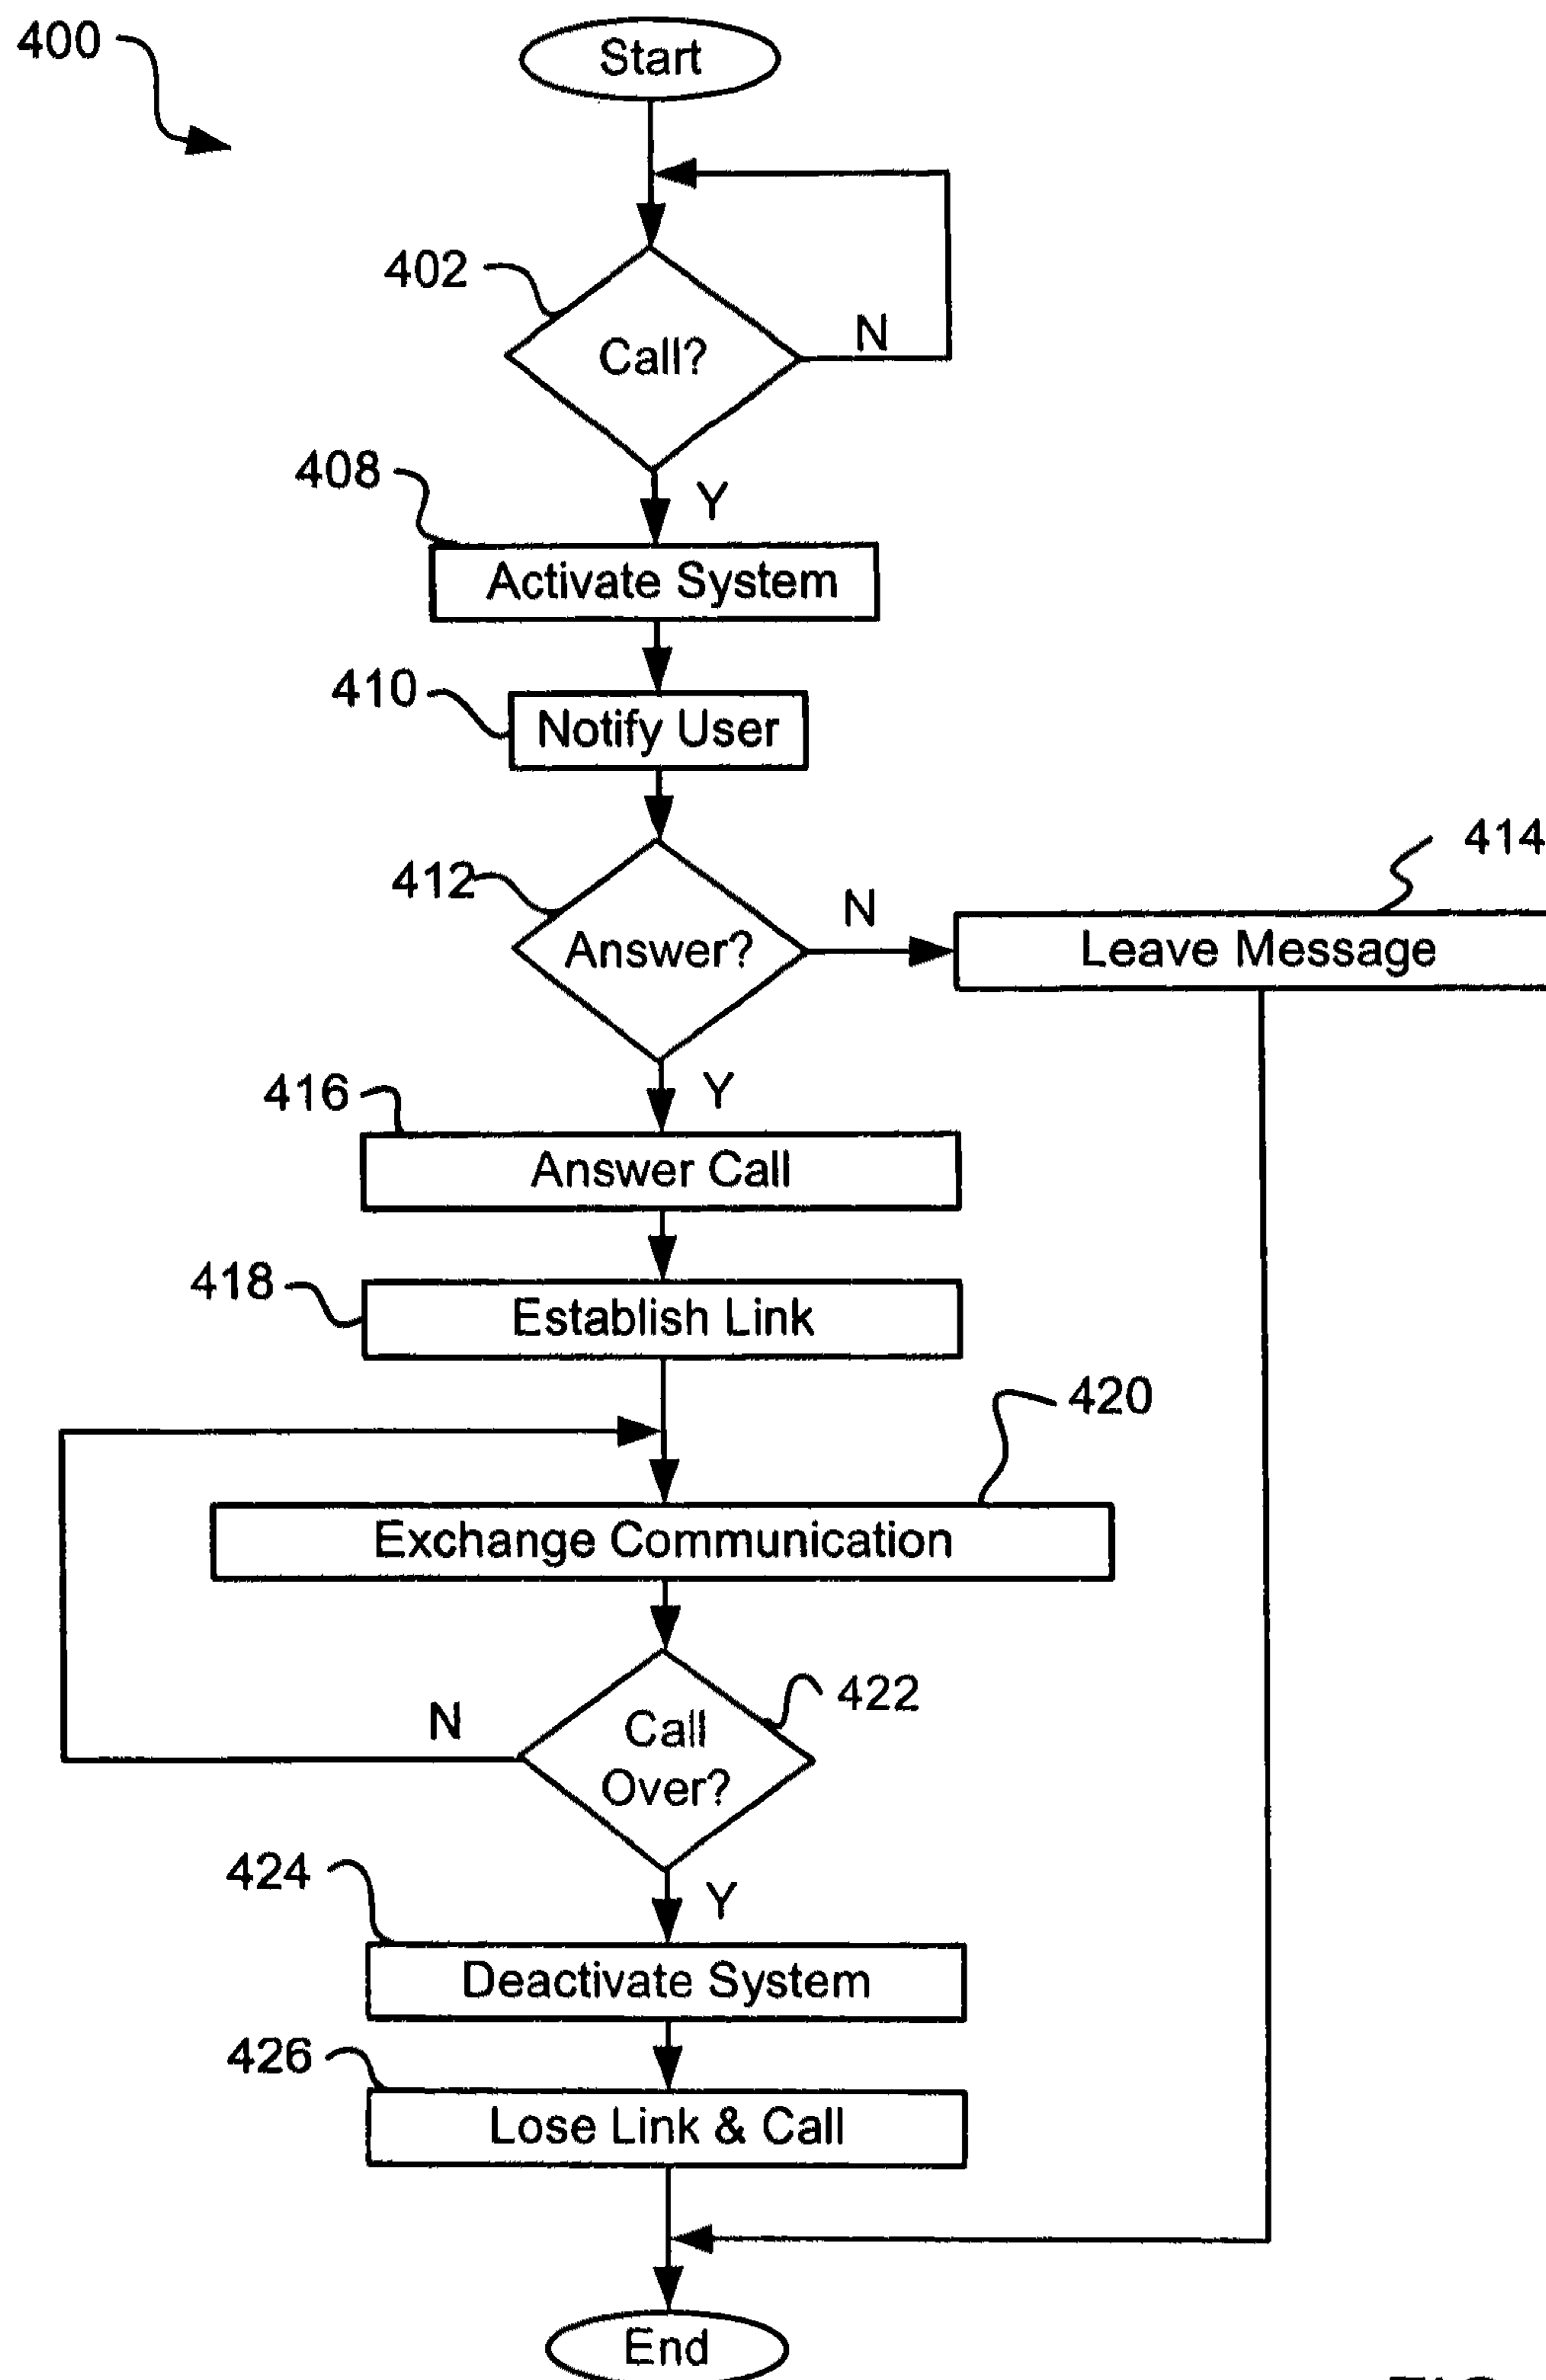 400
Start
402
Call?
N
408
Y
Activate System
410
Notify User
412
Answer?
N
414
Leave Message
416
Y
Answer Call
418
Establish Link
420
Exchange Communication
422
N
Call
Over?
424
Y
Deactivate System
426
Lose Link & Call
End